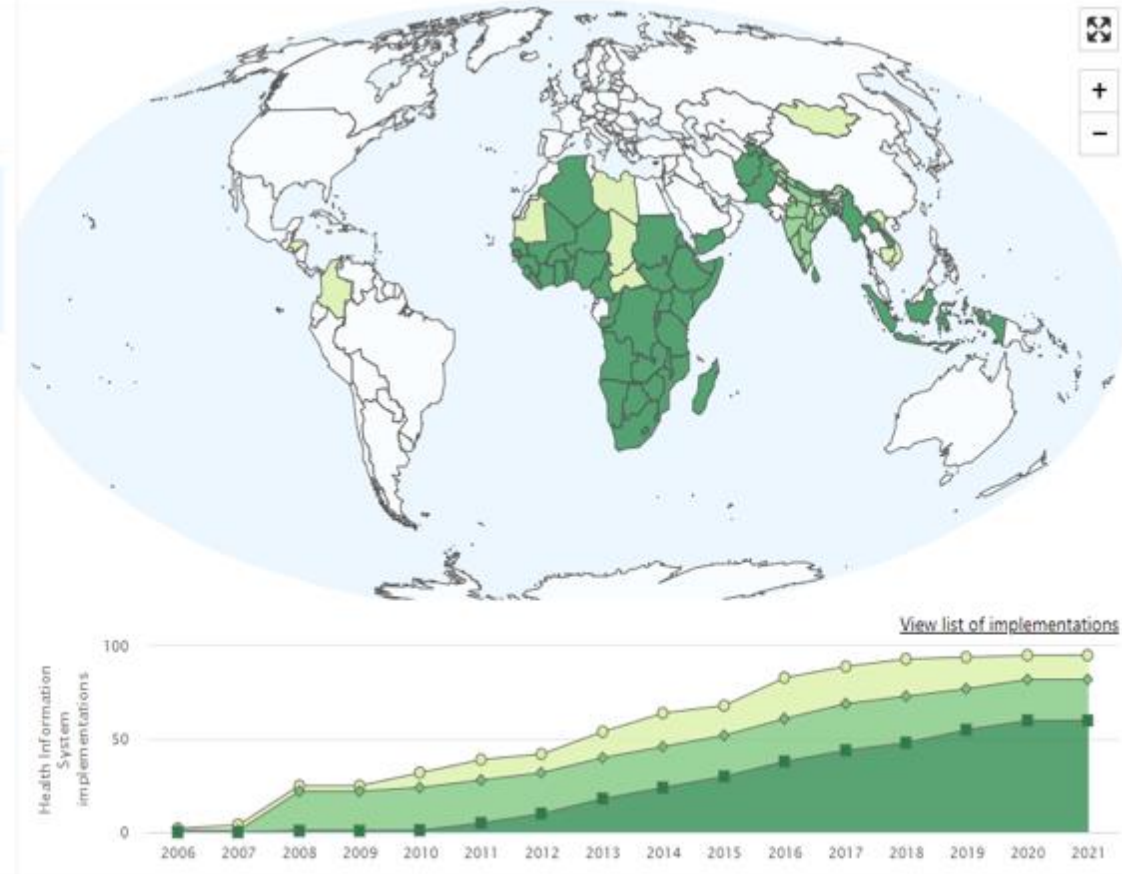 +
−
View list of implementations
Health Information
System
implementations
100
50
0
2006 2007 2008 2009 2010 2011 2012 2013 2014 2015 2016 2017 2018 2019 2020 2021